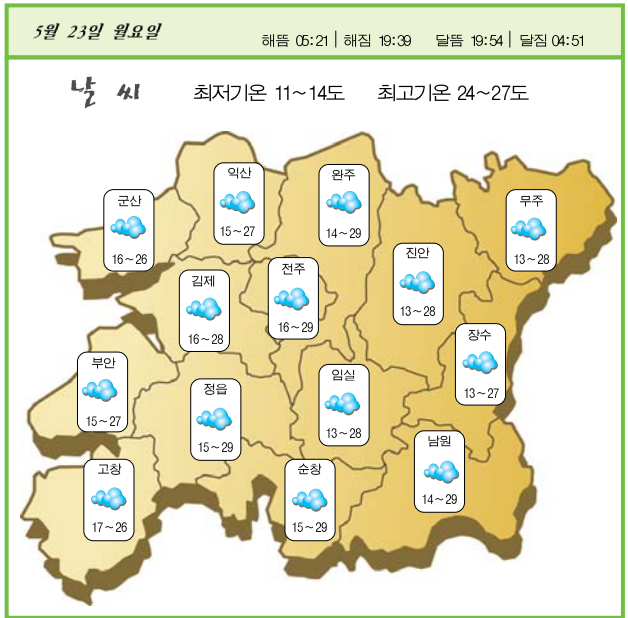 5월 23일 월요일
해뜸 05:21 | 해짐 19:39 달뜸 19:54 | 달짐 04:51
날 씨 최저기온 11~14도 최고기온 24~27도
익산
15~27
완주
14~29
군산
16~26
무주
13~28
진안
13~28
전주
16~29
김제
16~28
장수
13~27
부안
15~27
임실
13~28
정읍
15~29
남원
14~29
고창
17~26
순창
15~29